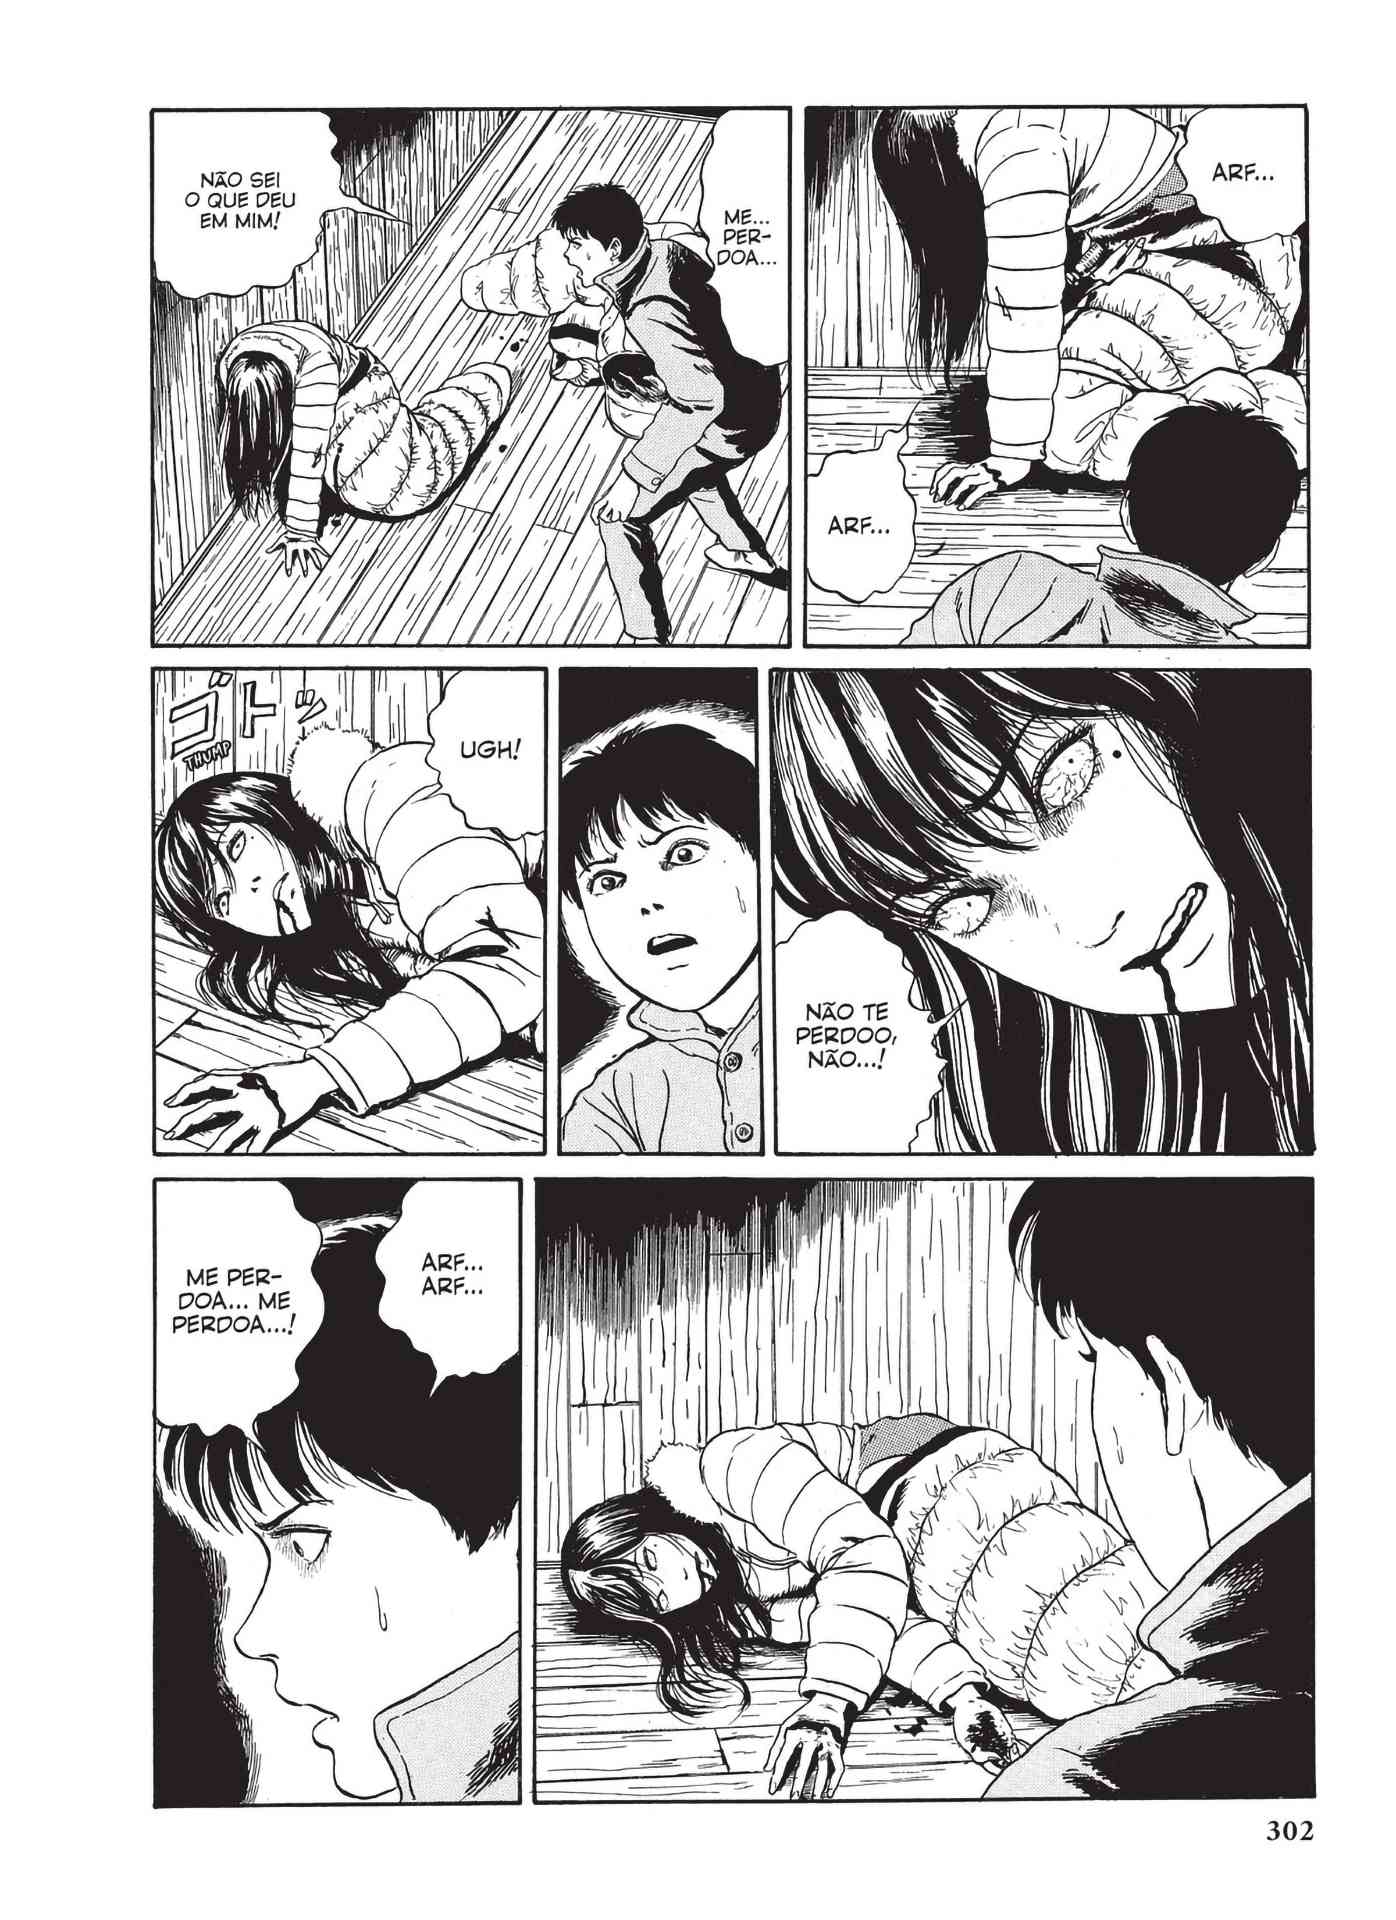 ARF...
ARF...
ME...
PER-
DOA...
NÃO SEI
O QUE DEU
EM MIM!
NÃO TE
PERDOO,
NÃO...!
UGH!
ゴトッ
THUMP
ARF...
ARF...
ME PER-
DOA... ME
PERDOA...!
302